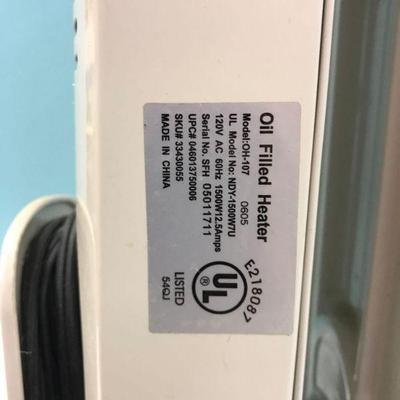 Oil Filled Heater
Model:OH-107 0605
UL Model No: NDY-1500W7U
120V AC 60Hz 1500W12.5Amps
Serial No. SFH 05011711
UPC# 046013750006
SKU# 33430055
MADE IN CHINA
UL
E218087
LISTED
54QJ